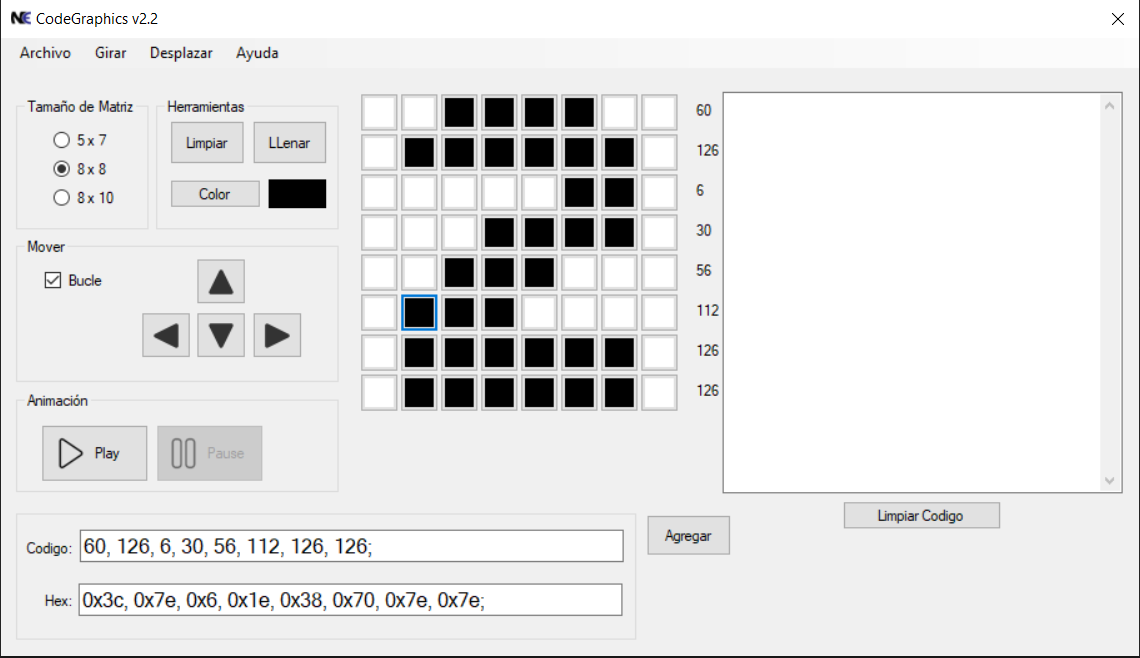 NE CodeGraphics v2.2
Archivo Girar Desplazar Ayuda
Tamaño de Matriz
5 x 7
8 x 8
8 x 10
Herramientas
Limpiar LLenar
Color
Mover
Bucle
Animación
Play Pause
60
126
6
30
56
112
126
126
Limpiar Codigo
Codigo: 60, 126, 6, 30, 56, 112, 126, 126;
Hex: 0x3c, 0x7e, 0x6, 0x1e, 0x38, 0x70, 0x7e, 0x7e;
Agregar